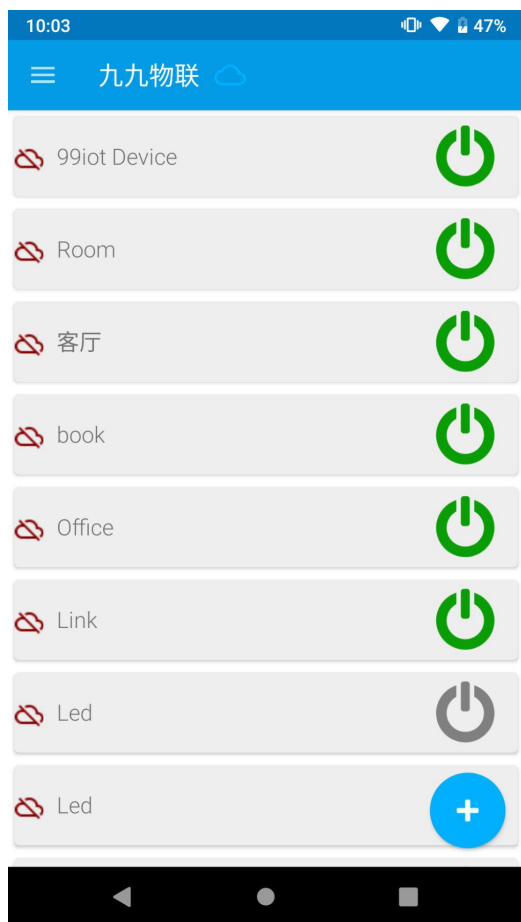 10:03
47%
九九物联
99iot Device
Room
客厅
book
Office
Link
Led
Led